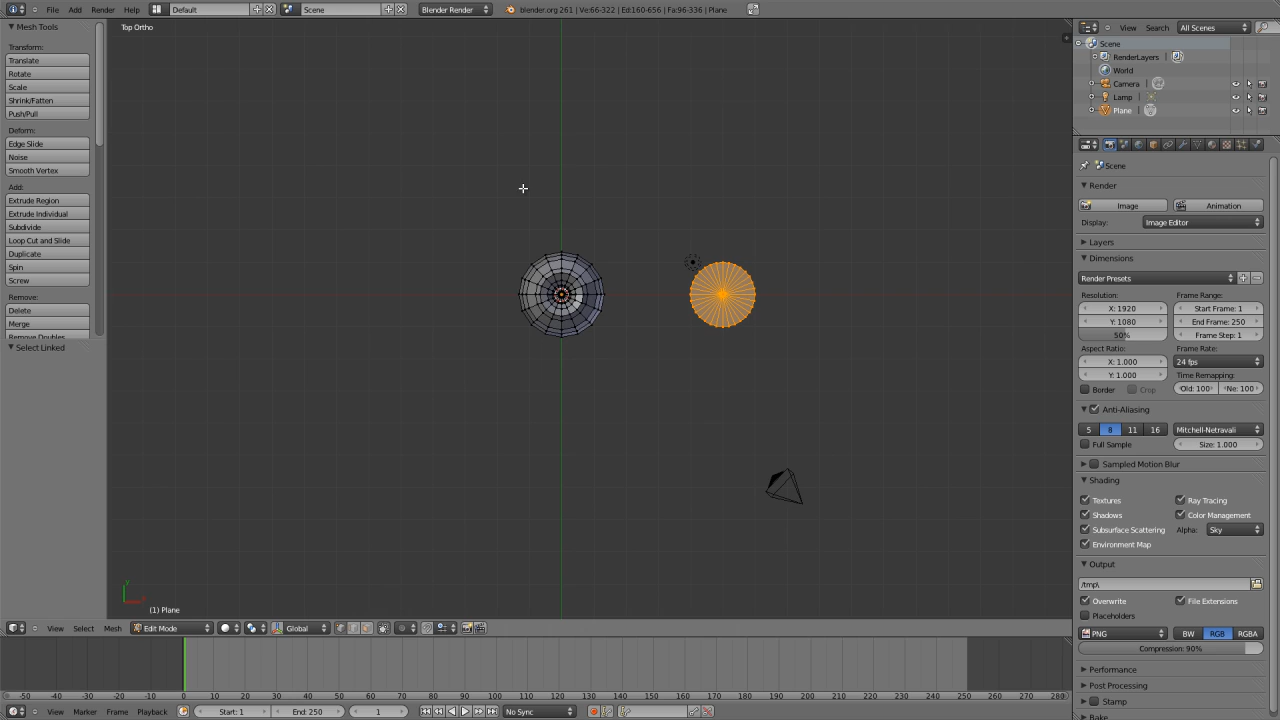 File Add Render Help Default Scene Blender Render blender.org 261 | Ve:66-322 | Ed:160-656 | Fa:96-336 | Plane
Mesh Tools
Transform:
Translate
Rotate
Scale
Shrink/Fatten
Push/Pull
Deform:
Edge Slide
Noise
Smooth Vertex
Add:
Extrude Region
Extrude Individual
Subdivide
Loop Cut and Slide
Duplicate
Spin
Screw
Remove:
Delete
Merge
Remove Doubles
Select Linked
Top Ortho
y
(1) Plane
View Select Mesh Edit Mode Global
-50 -40 -30 -20 -10 0 10 20 30 40 50 60 70 80 90 100 110 120 130 140 150 160 170 180 190 200 210 220 230 240 250 260 270 280
View Marker Frame Playback Start: 1 End: 250 1 No Sync
View Search All Scenes
Scene
RenderLayers |
World
Camera |
Lamp |
Plane |
Scene
Render
Image Animation
Display: Image Editor
Layers
Dimensions
Render Presets
Resolution: Frame Range:
X: 1920 Start Frame: 1
Y: 1080 End Frame: 250
50% Frame Step: 1
Aspect Ratio: Frame Rate:
X: 1.000 24 fps
Y: 1.000 Time Remapping:
Border Crop Old: 100 Ne: 100
Anti-Aliasing
5 8 11 16 Mitchell-Netravali
Full Sample Size: 1.000
Sampled Motion Blur
Shading
Textures Ray Tracing
Shadows Color Management
Subsurface Scattering Alpha: Sky
Environment Map
Output
/tmp\
Overwrite File Extensions
Placeholders
PNG BW RGB RGBA
Compression: 90%
Performance
Post Processing
Stamp
Bake